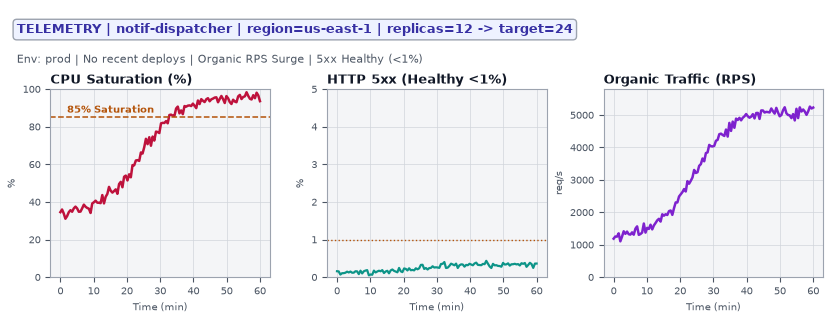 TELEMETRY | notif-dispatcher | region=us-east-1 | replicas=12 -> target=24
Env: prod | No recent deploys | Organic RPS Surge | 5xx Healthy (<1%)
CPU Saturation (%)
85% Saturation
%
100
80
60
40
20
0
0 10 20 30 40 50 60
Time (min)
HTTP 5xx (Healthy <1%)
%
5
4
3
2
1
0
0 10 20 30 40 50 60
Time (min)
Organic Traffic (RPS)
req/s
5000
4000
3000
2000
1000
0
0 10 20 30 40 50 60
Time (min)